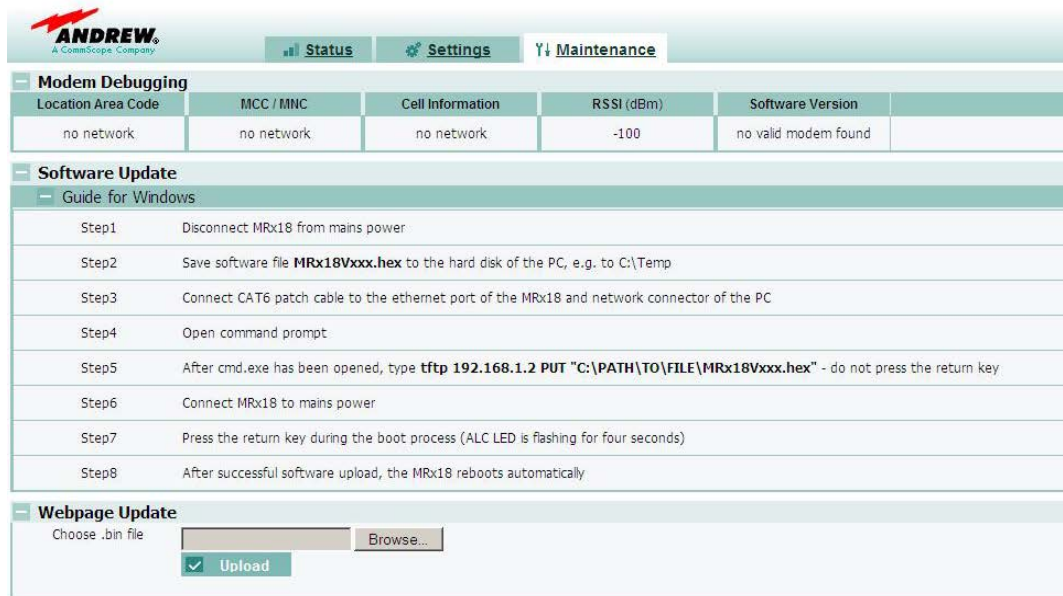 ANDREW®
A CommScope Company
Status Settings Maintenance
Modem Debugging
Location Area Code MCC / MNC Cell Information RSSI (dBm) Software Version
no network no network no network -100 no valid modem found
Software Update
Guide for Windows
Step1 Disconnect MRx18 from mains power
Step2 Save software file MRx18Vxxx.hex to the hard disk of the PC, e.g. to C:\Temp
Step3 Connect CAT6 patch cable to the ethernet port of the MRx18 and network connector of the PC
Step4 Open command prompt
Step5 After cmd.exe has been opened, type tftp 192.168.1.2 PUT "C:\PATH\TO\FILE\MRx18Vxxx.hex" - do not press the return key
Step6 Connect MRx18 to mains power
Step7 Press the return key during the boot process (ALC LED is flashing for four seconds)
Step8 After successful software upload, the MRx18 reboots automatically
Webpage Update
Choose .bin file Browse...
Upload